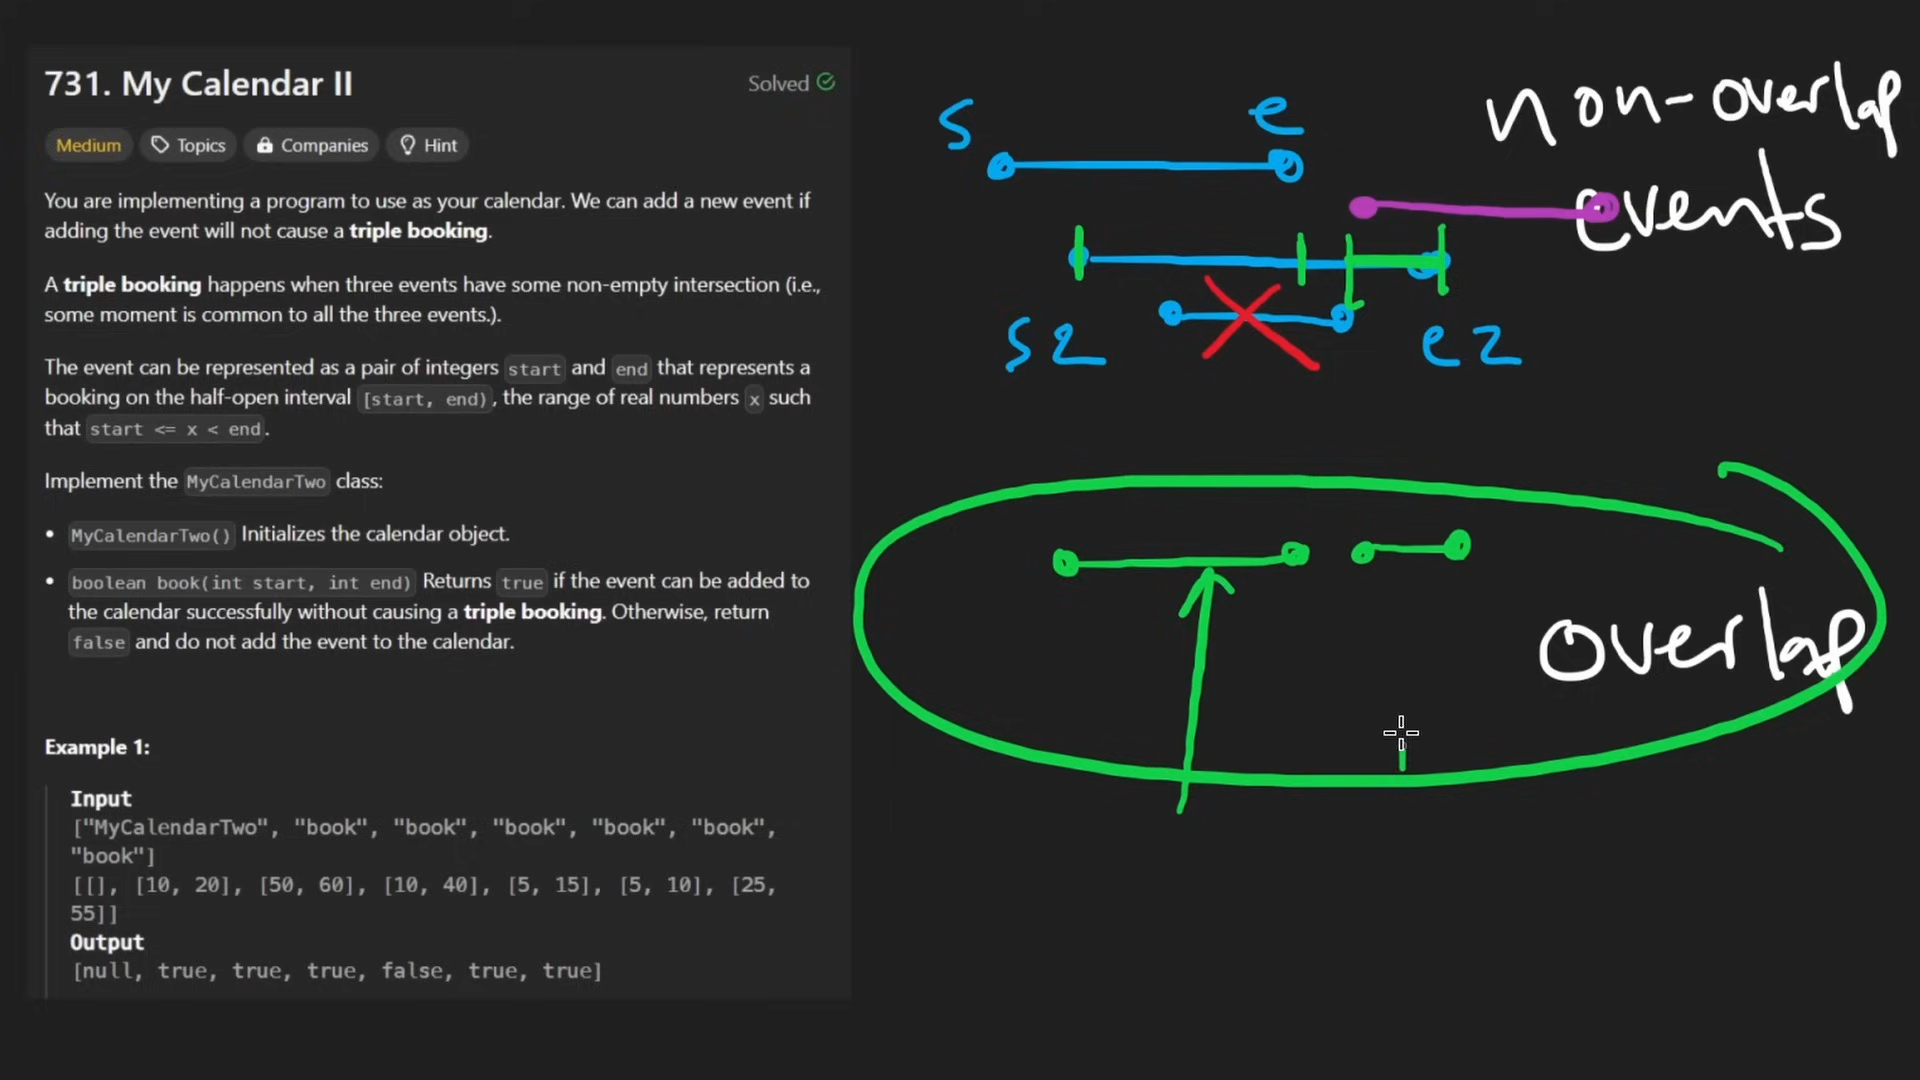 731. My Calendar II
Solved
Medium
Topics
Companies
Hint
You are implementing a program to use as your calendar. We can add a new event if
adding the event will not cause a triple booking.
A triple booking happens when three events have some non-empty intersection (i.e.,
some moment is common to all the three events.).
The event can be represented as a pair of integers start and end that represents a
booking on the half-open interval [start, end), the range of real numbers x such
that start <= x < end.
Implement the MyCalendarTwo class:
• MyCalendarTwo() Initializes the calendar object.
• boolean book(int start, int end) Returns true if the event can be added to
the calendar successfully without causing a triple booking. Otherwise, return
false and do not add the event to the calendar.
Example 1:
Input
["MyCalendarTwo", "book", "book", "book", "book", "book",
"book"]
[[], [10, 20], [50, 60], [10, 40], [5, 15], [5, 10], [25,
55]]
Output
[null, true, true, true, false, true, true]
s e
non-overlap
events
s2 e2
overlap